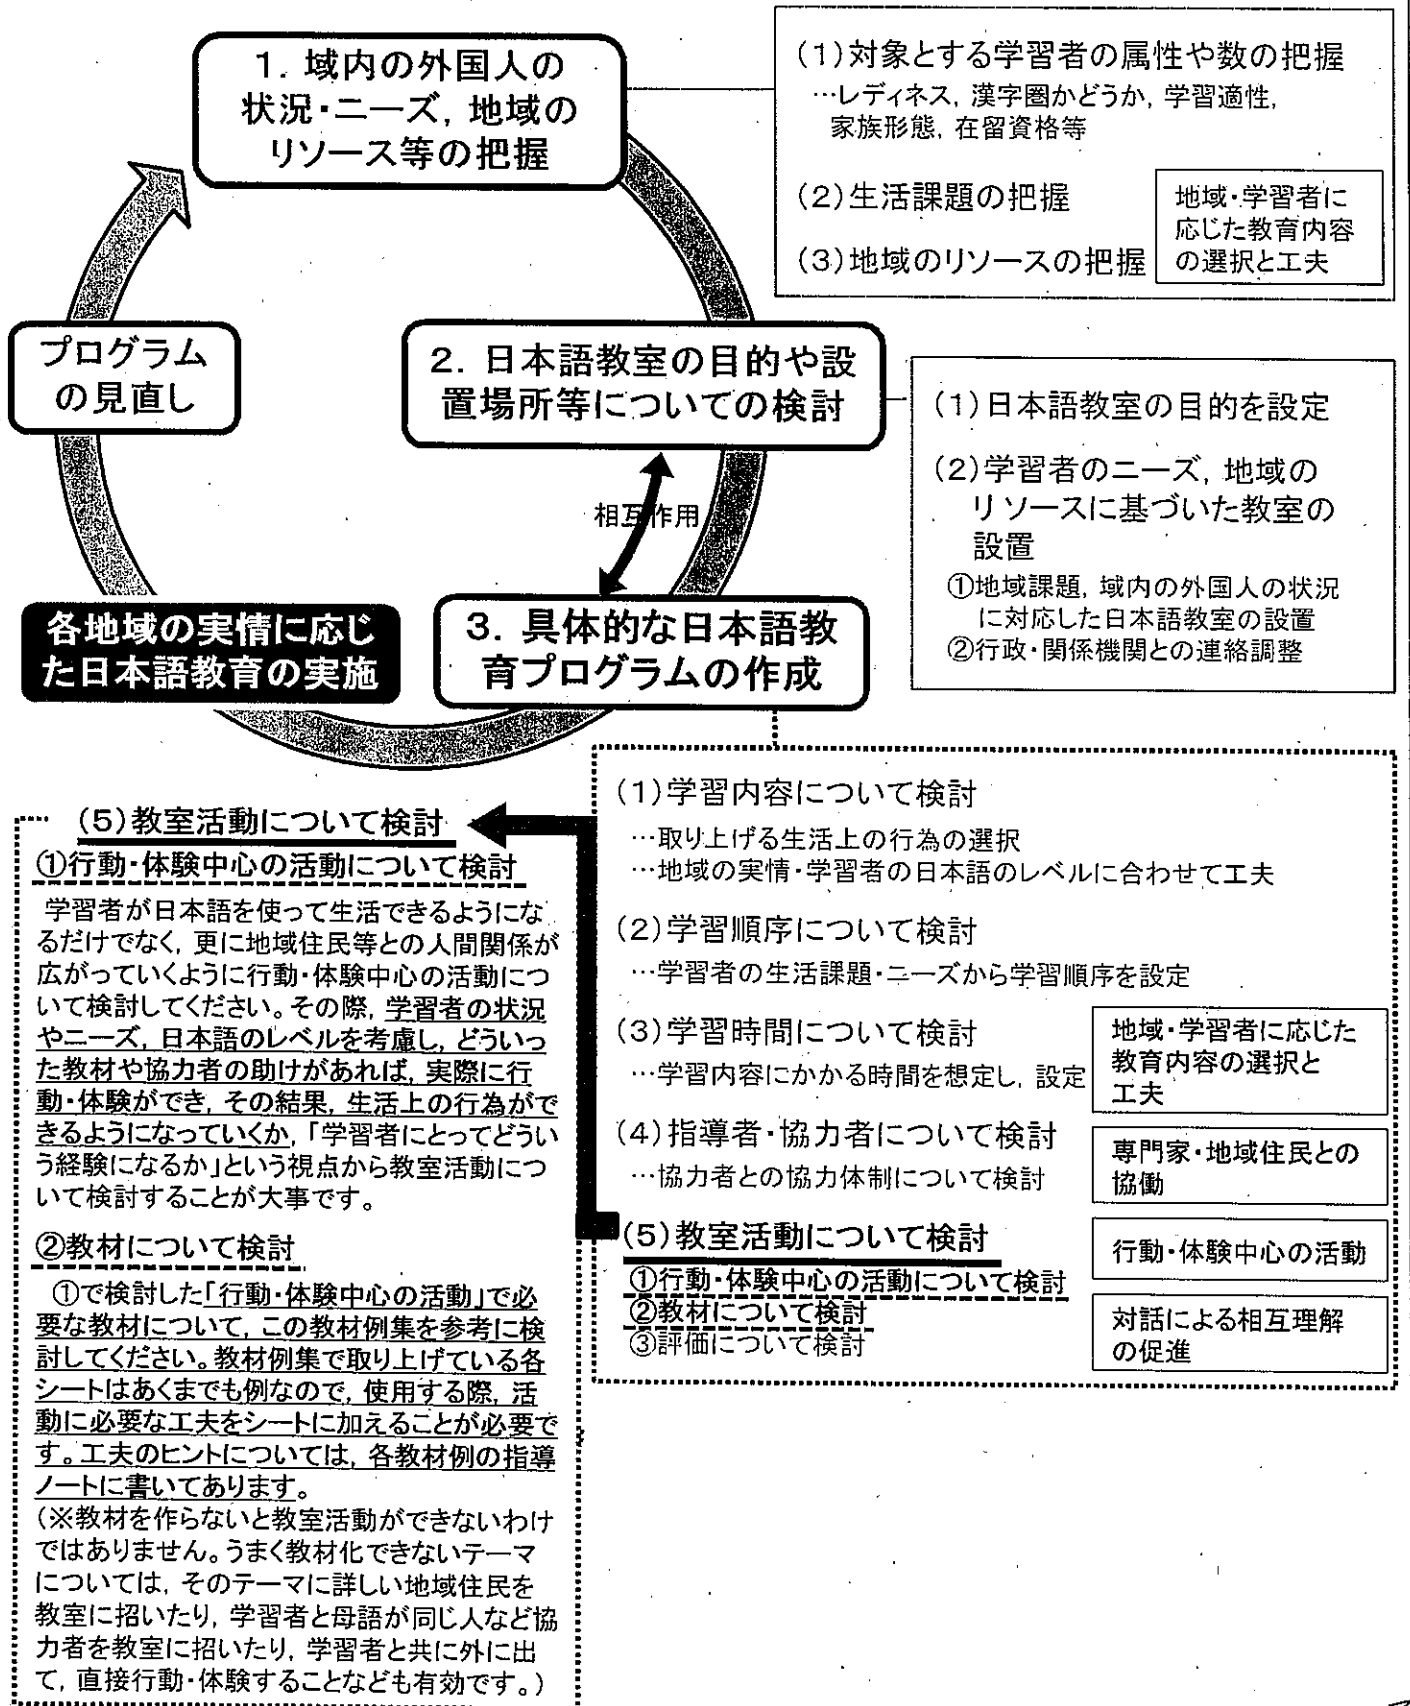 1. 域内の外国人の
状況・ニーズ, 地域の
リソース等の把握
(1)対象とする学習者の属性や数の把握
…レディネス, 漢字圏かどうか, 学習適性,
家族形態, 在留資格等
(2)生活課題の把握
(3)地域のリソースの把握
地域・学習者に
応じた教育内容
の選択と工夫
プログラム
の見直し
2. 日本語教室の目的や設
置場所等についての検討
(1)日本語教室の目的を設定
(2)学習者のニーズ, 地域の
リソースに基づいた教室の
設置
①地域課題, 域内の外国人の状況
に対応した日本語教室の設置
②行政・関係機関との連絡調整
相互作用
各地域の実情に応じ
た日本語教育の実施
3. 具体的な日本語教
育プログラムの作成
(1)学習内容について検討
…取り上げる生活上の行為の選択
…地域の実情・学習者の日本語のレベルに合わせて工夫
(2)学習順序について検討
…学習者の生活課題・ニーズから学習順序を設定
(3)学習時間について検討
…学習内容にかかる時間を想定し, 設定
地域・学習者に応じた
教育内容の選択と
工夫
(4)指導者・協力者について検討
…協力者との協力体制について検討
専門家・地域住民との
協働
(5)教室活動について検討
①行動・体験中心の活動について検討
②教材について検討
③評価について検討
行動・体験中心の活動
対話による相互理解
の促進
(5)教室活動について検討
①行動・体験中心の活動について検討
学習者が日本語を使って生活できるようにな
るだけでなく, 更に地域住民等との人間関係が
広がっていくように行動・体験中心の活動につ
いて検討してください。その際, 学習者の状況
やニーズ, 日本語のレベルを考慮し, どういっ
た教材や協力者の助けがあれば, 実際に行
動・体験ができ, その結果, 生活上の行為がで
きるようになっていくか, 「学習者にとってどうい
う経験になるか」という視点から教室活動につ
いて検討することが大事です。
②教材について検討
①で検討した「行動・体験中心の活動」で必
要な教材について, この教材例集を参考に検
討してください。教材例集で取り上げている各
シートはあくまでも例なので, 使用する際, 活
動に必要な工夫をシートに加えることが必要で
す。工夫のヒントについては, 各教材例の指導
ノートに書いてあります。
(※教材を作らないと教室活動ができないわけ
ではありません。うまく教材化できないテーマ
については, そのテーマに詳しい地域住民を
教室に招いたり, 学習者と母語が同じ人など協
力者を教室に招いたり, 学習者と共に外に出
て, 直接行動・体験することなども有効です。)